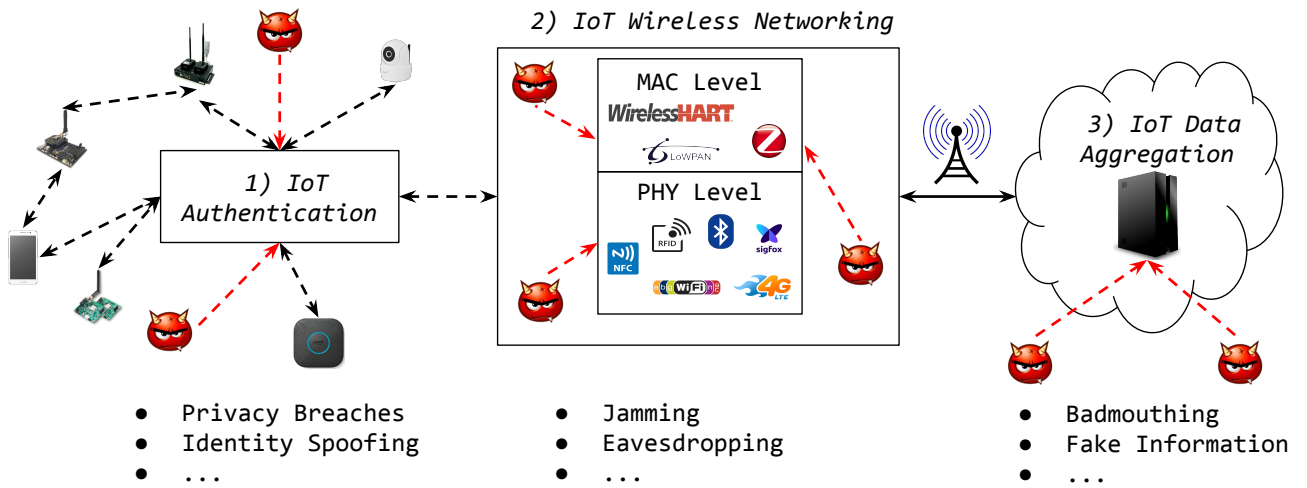 2) IoT Wireless Networking
MAC Level
WirelessHART
6LoWPAN
1) IoT
Authentication
PHY Level
RFID
NFC
sigfox
WiFi
4G
LTE
3) IoT Data
Aggregation
● Privacy Breaches
● Identity Spoofing
● ...
● Jamming
● Eavesdropping
● ...
● Badmouthing
● Fake Information
● ...